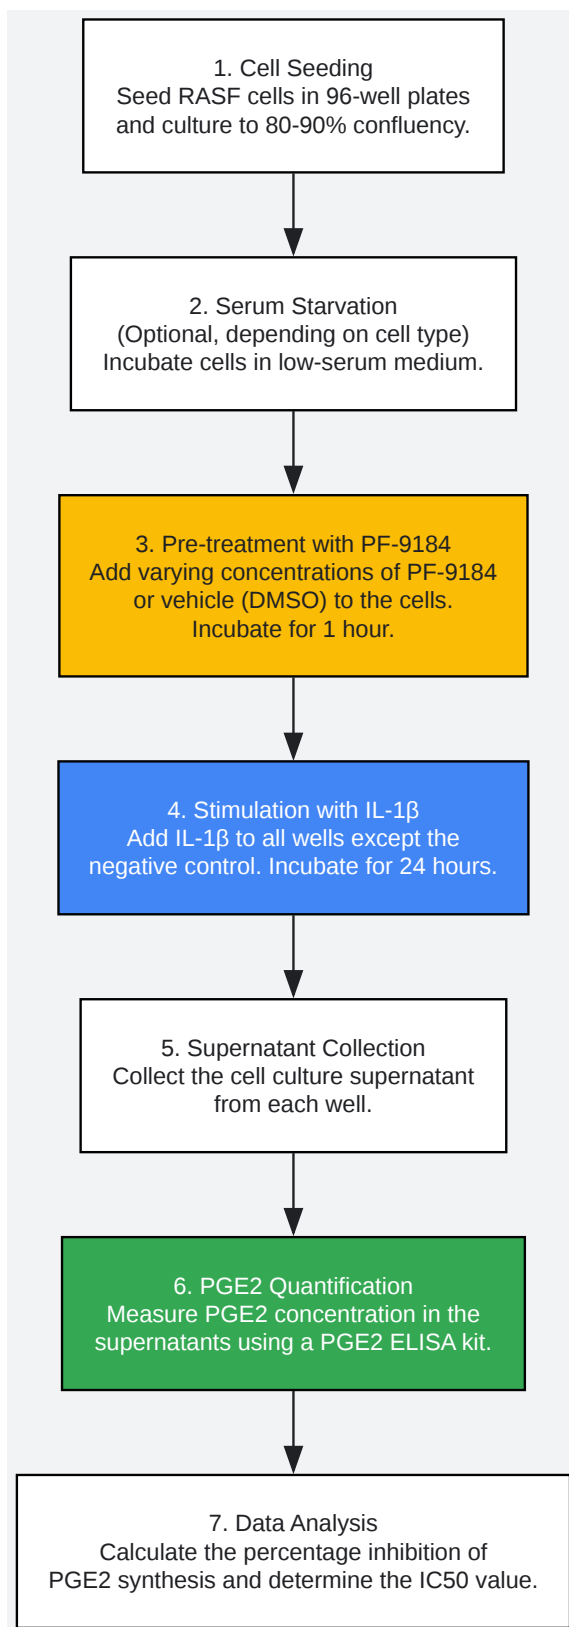 1. Cell Seeding
Seed RASF cells in 96-well plates
and culture to 80-90% confluency.
2. Serum Starvation
(Optional, depending on cell type)
Incubate cells in low-serum medium.
3. Pre-treatment with PF-9184
Add varying concentrations of PF-9184
or vehicle (DMSO) to the cells.
Incubate for 1 hour.
4. Stimulation with IL-1β
Add IL-1β to all wells except the
negative control. Incubate for 24 hours.
5. Supernatant Collection
Collect the cell culture supernatant
from each well.
6. PGE2 Quantification
Measure PGE2 concentration in the
supernatants using a PGE2 ELISA kit.
7. Data Analysis
Calculate the percentage inhibition of
PGE2 synthesis and determine the IC50 value.